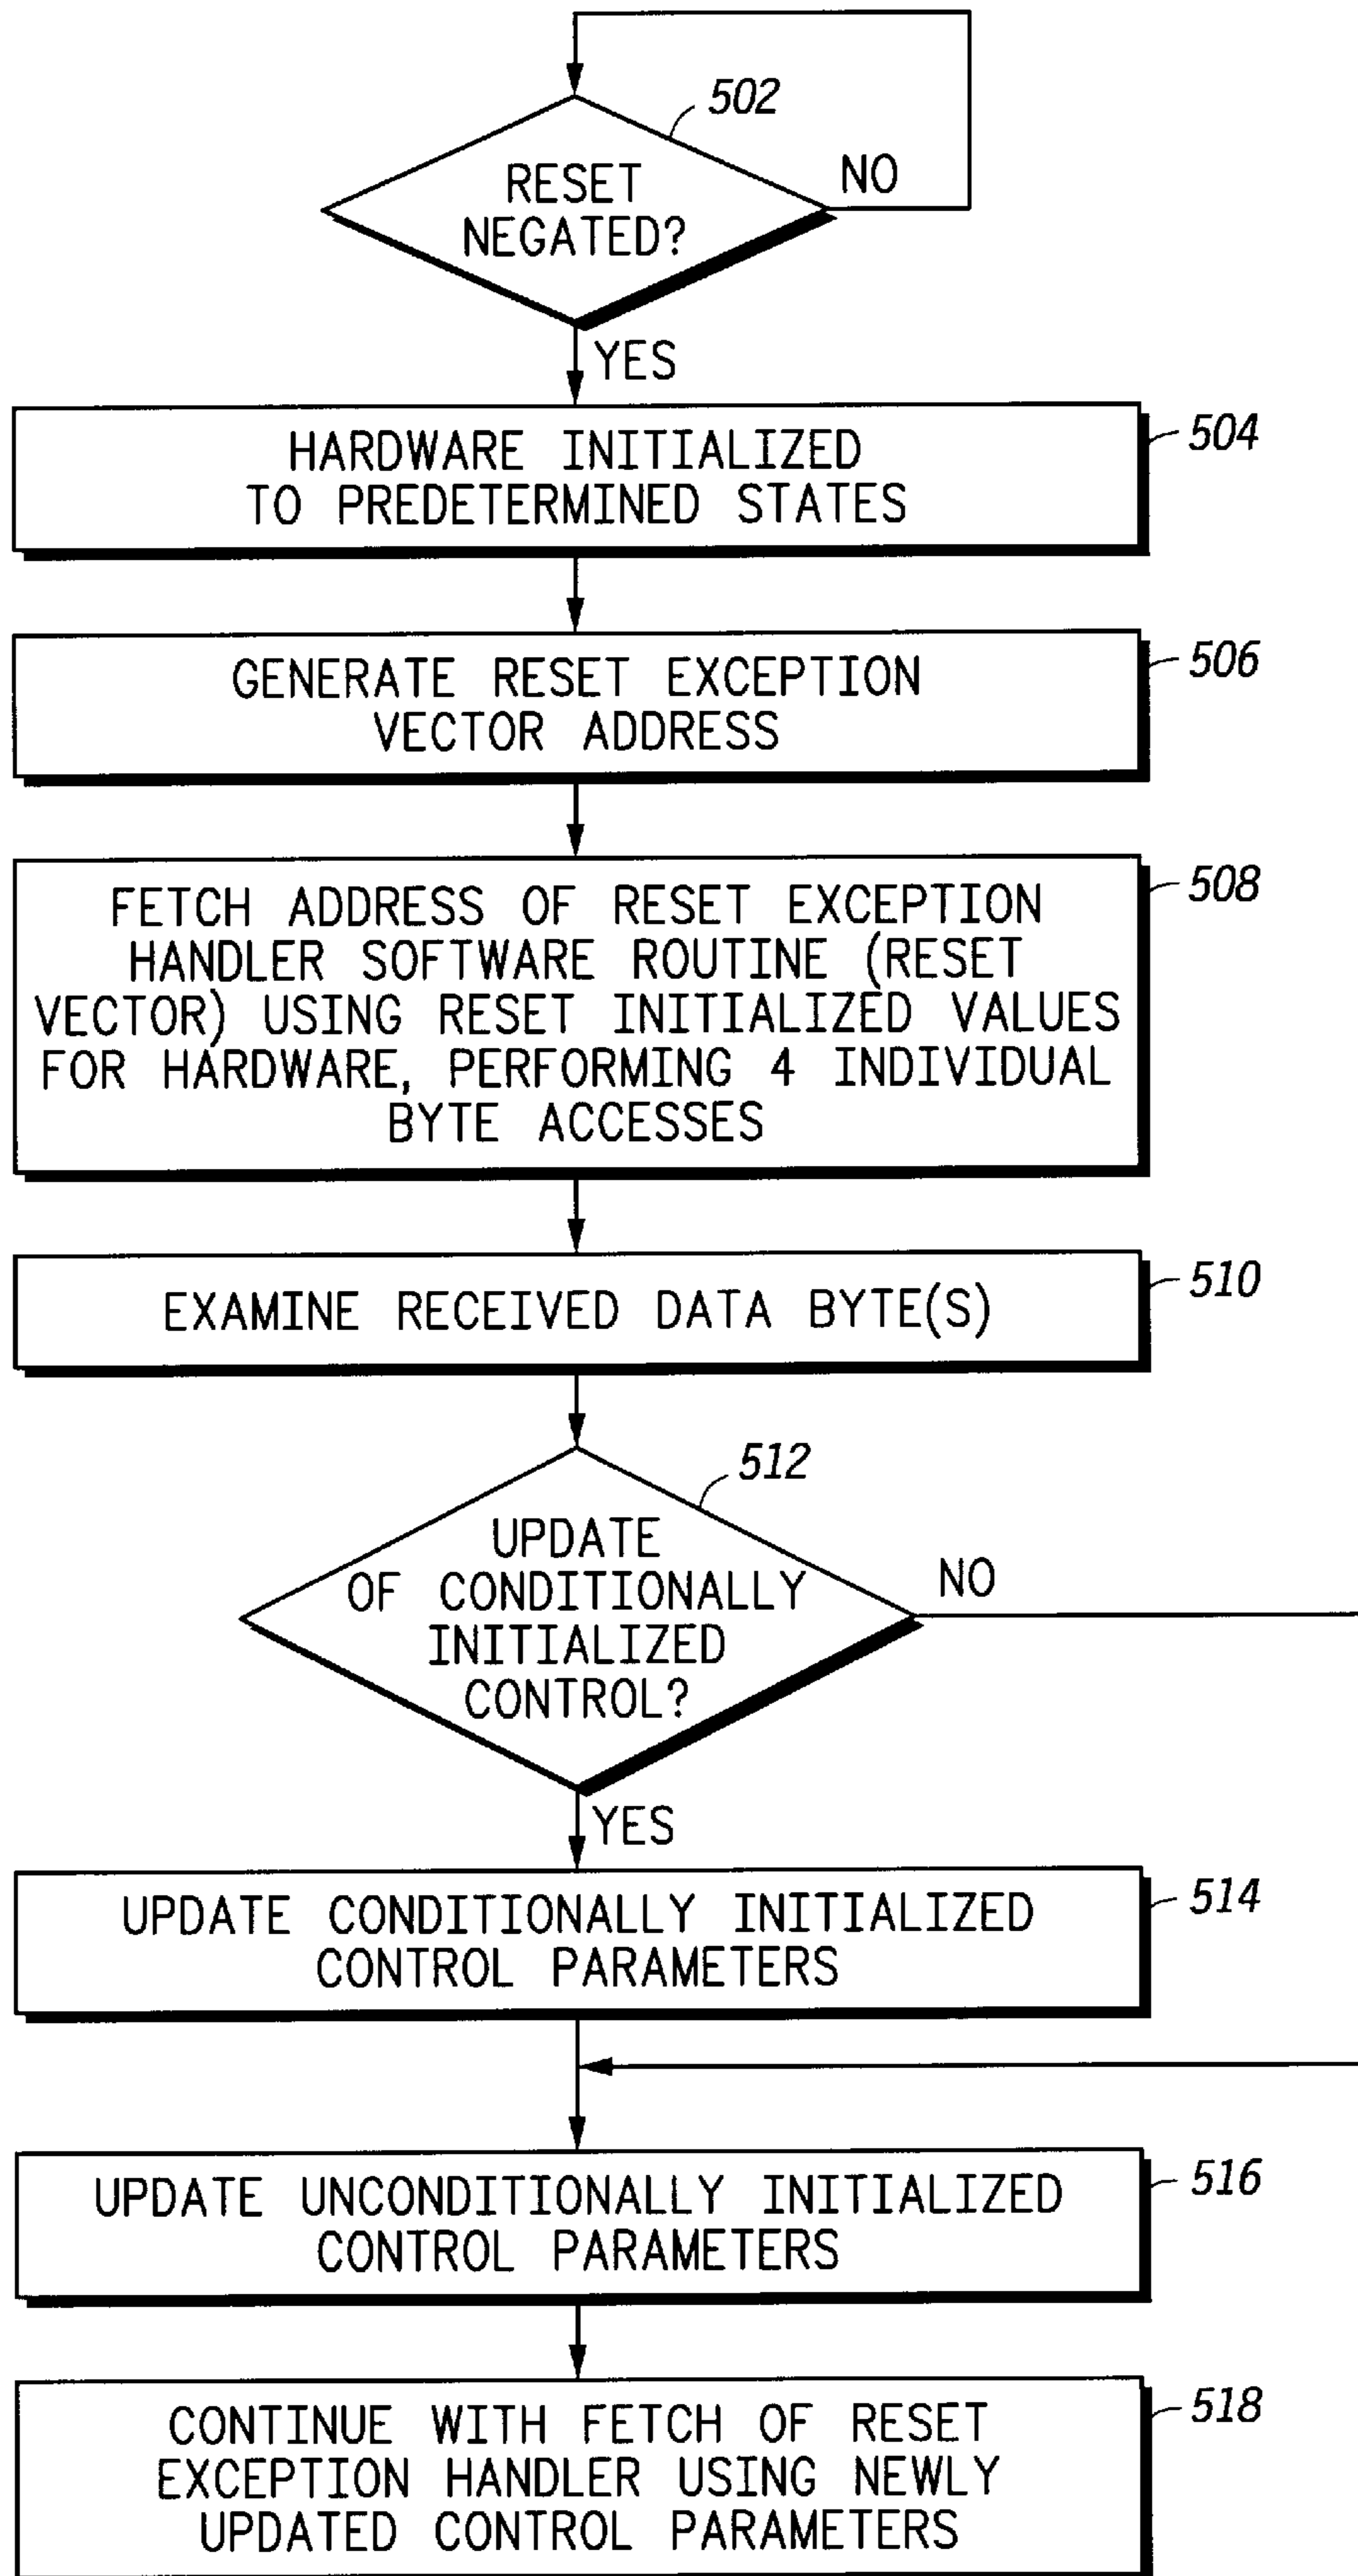 502
RESET
NEGATED?
NO
YES
HARDWARE INITIALIZED
TO PREDETERMINED STATES
504
GENERATE RESET EXCEPTION
VECTOR ADDRESS
506
FETCH ADDRESS OF RESET EXCEPTION
HANDLER SOFTWARE ROUTINE (RESET
VECTOR) USING RESET INITIALIZED VALUES
FOR HARDWARE, PERFORMING 4 INDIVIDUAL
BYTE ACCESSES
508
EXAMINE RECEIVED DATA BYTE(S)
510
512
UPDATE
OF CONDITIONALLY
INITIALIZED
CONTROL?
NO
YES
UPDATE CONDITIONALLY INITIALIZED
CONTROL PARAMETERS
514
UPDATE UNCONDITIONALLY INITIALIZED
CONTROL PARAMETERS
516
CONTINUE WITH FETCH OF RESET
EXCEPTION HANDLER USING NEWLY
UPDATED CONTROL PARAMETERS
518